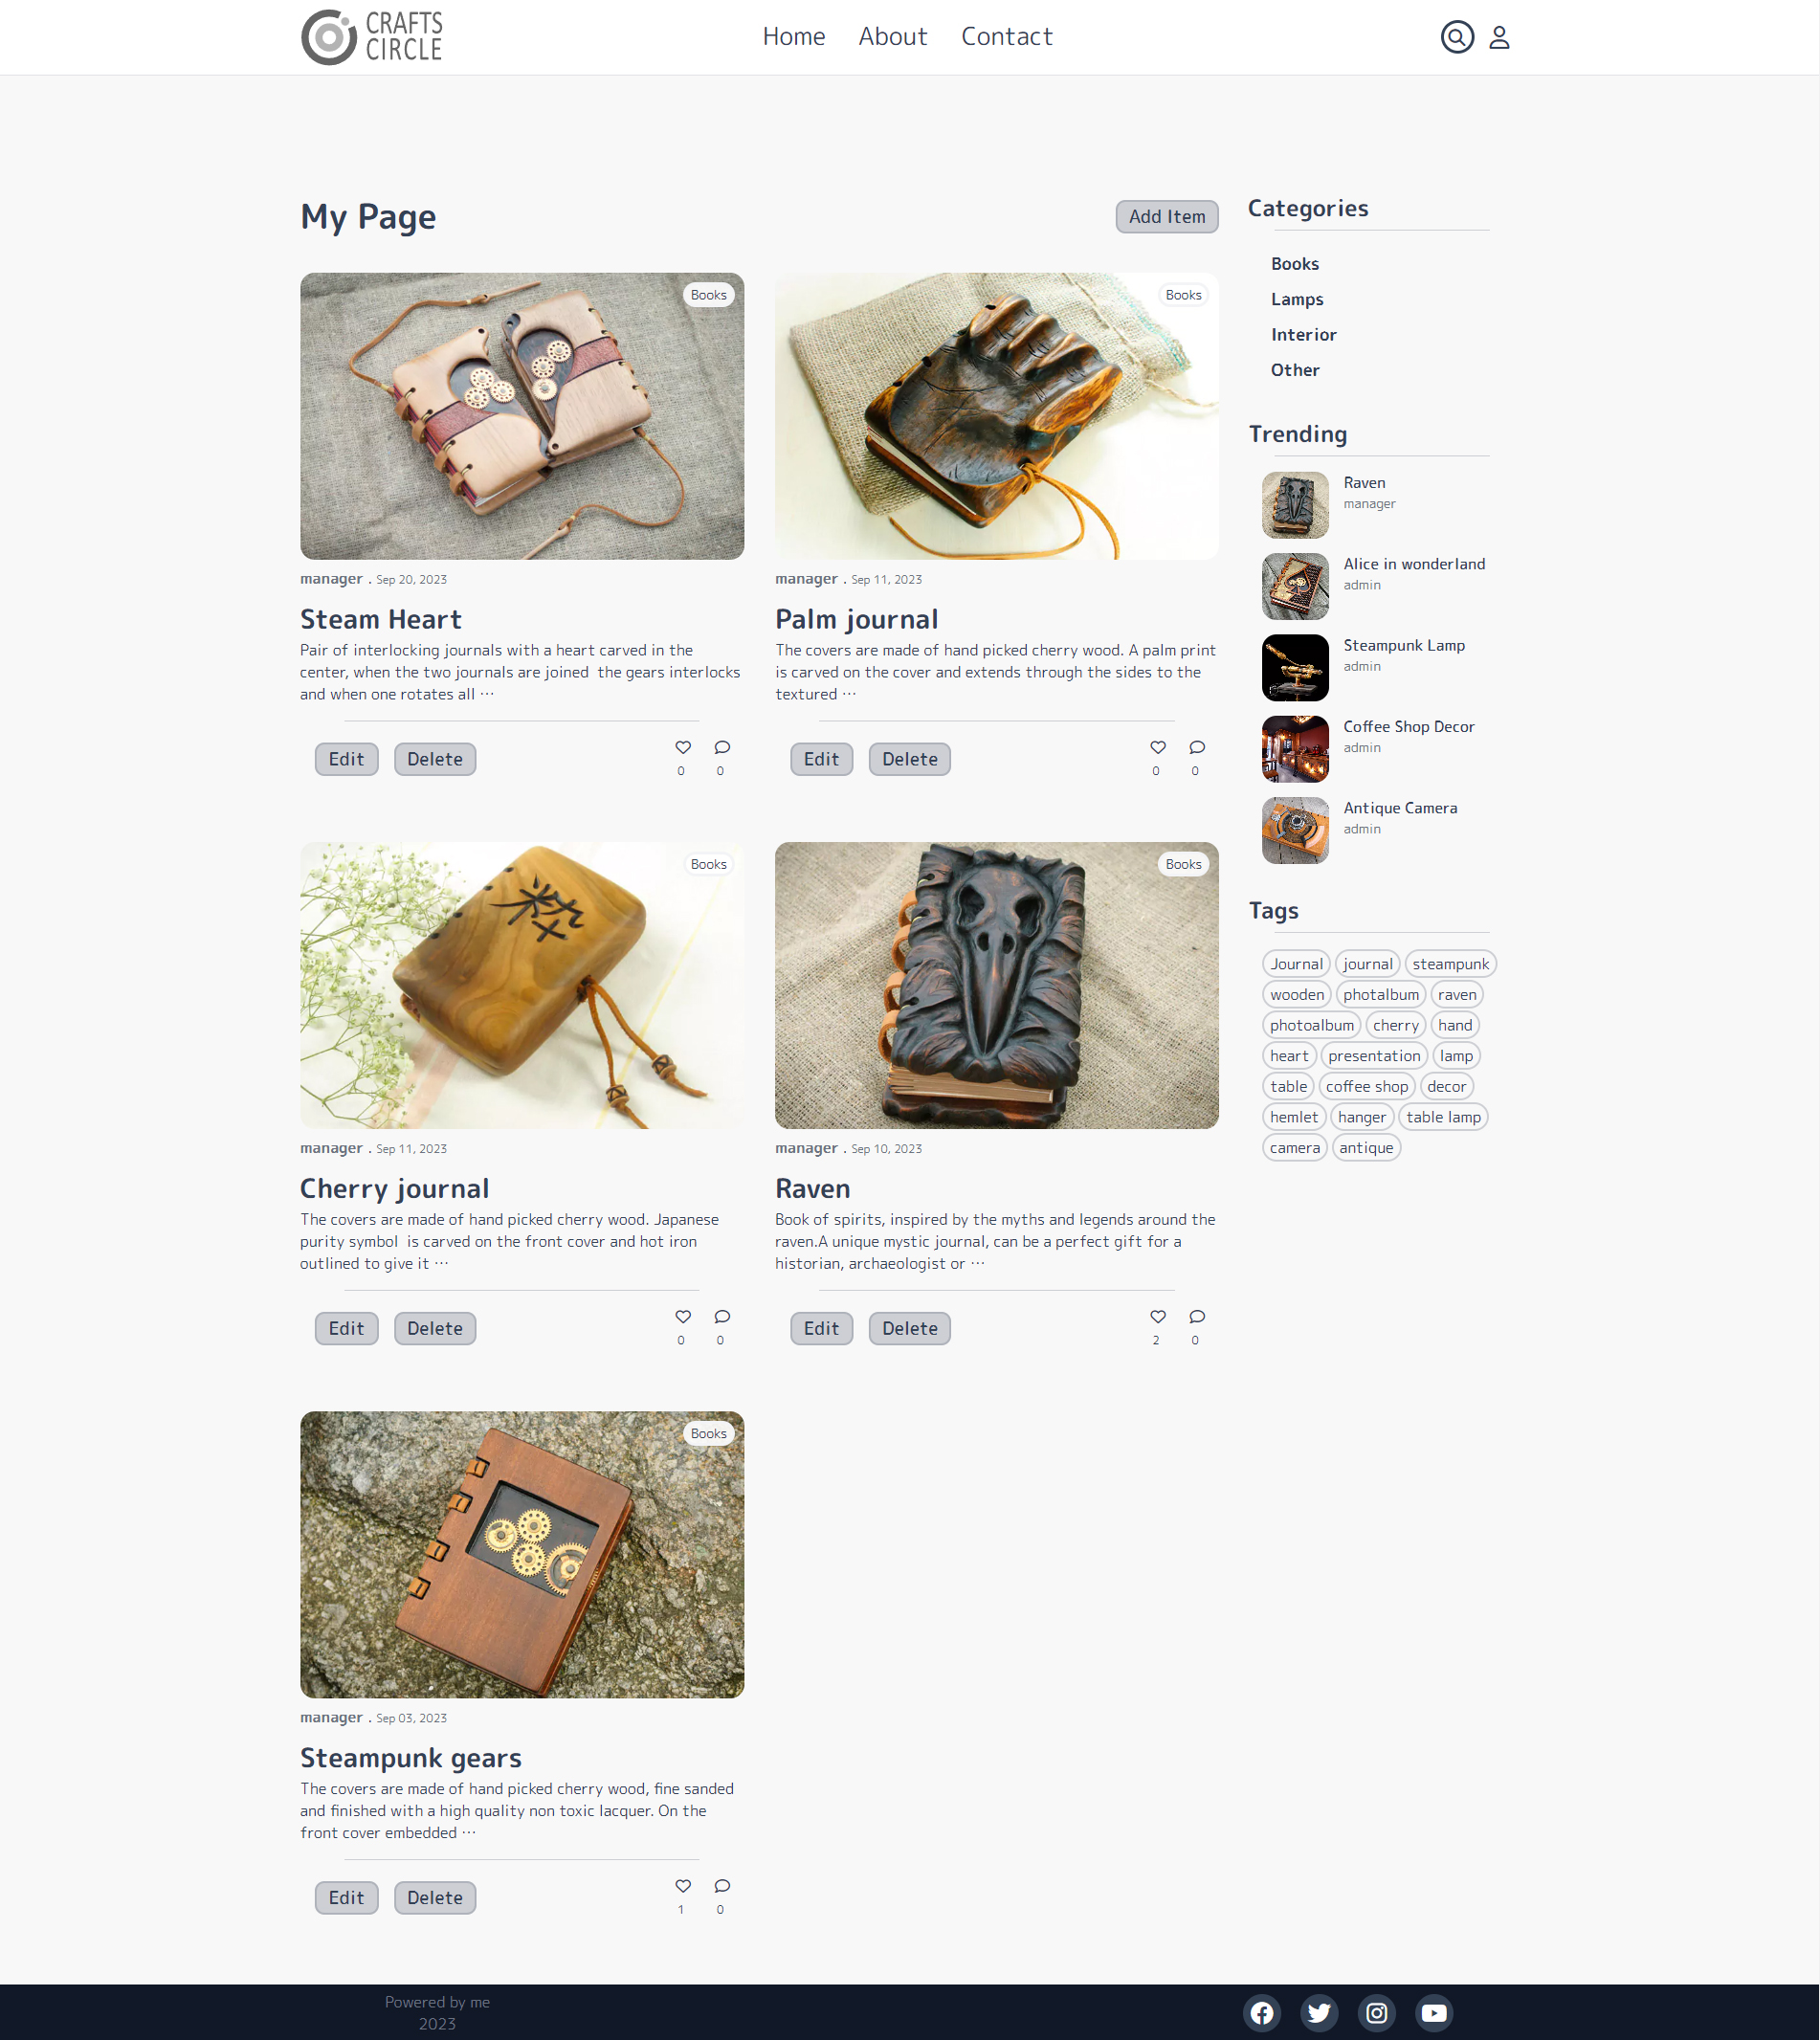 CRAFTS
CIRCLE
Home
About
Contact
My Page
Add Item
Books
manager . Sep 20, 2023
Steam Heart
Pair of interlocking journals with a heart carved in the
center, when the two journals are joined  the gears interlocks
and when one rotates all ...
Edit
Delete
0
0
Books
manager . Sep 11, 2023
Palm journal
The covers are made of hand picked cherry wood. A palm print
is carved on the cover and extends through the sides to the
textured ...
Edit
Delete
0
0
Books
粋
manager . Sep 11, 2023
Cherry journal
The covers are made of hand picked cherry wood. Japanese
purity symbol  is carved on the front cover and hot iron
outlined to give it ...
Edit
Delete
0
0
Books
manager . Sep 10, 2023
Raven
Book of spirits, inspired by the myths and legends around the
raven.A unique mystic journal, can be a perfect gift for a
historian, archaeologist or ...
Edit
Delete
2
0
Books
manager . Sep 03, 2023
Steampunk gears
The covers are made of hand picked cherry wood, fine sanded
and finished with a high quality non toxic lacquer. On the
front cover embedded ...
Edit
Delete
1
0
Categories
Books
Lamps
Interior
Other
Trending
Raven
manager
Alice in wonderland
admin
Steampunk Lamp
admin
Coffee Shop Decor
admin
Antique Camera
admin
Tags
Journal journal steampunk
wooden photalbum raven
photoalbum cherry hand
heart presentation lamp
table coffee shop decor
hemlet hanger table lamp
camera antique
Powered by me
2023